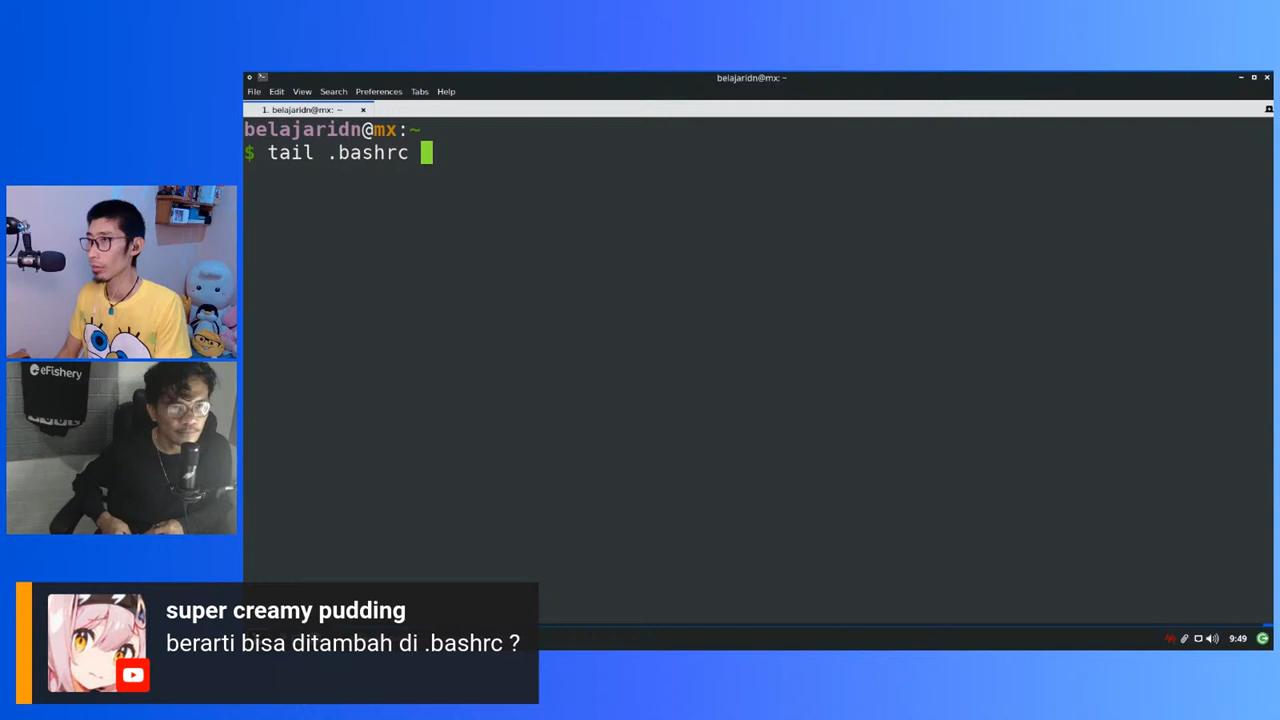 belajaridn@mx: ~
File Edit View Search Preferences Tabs Help
1. belajaridn@mx: ~
belajaridn@mx:~
$ tail .bashrc
eFishery
9:49
super creamy pudding
berarti bisa ditambah di .bashrc ?